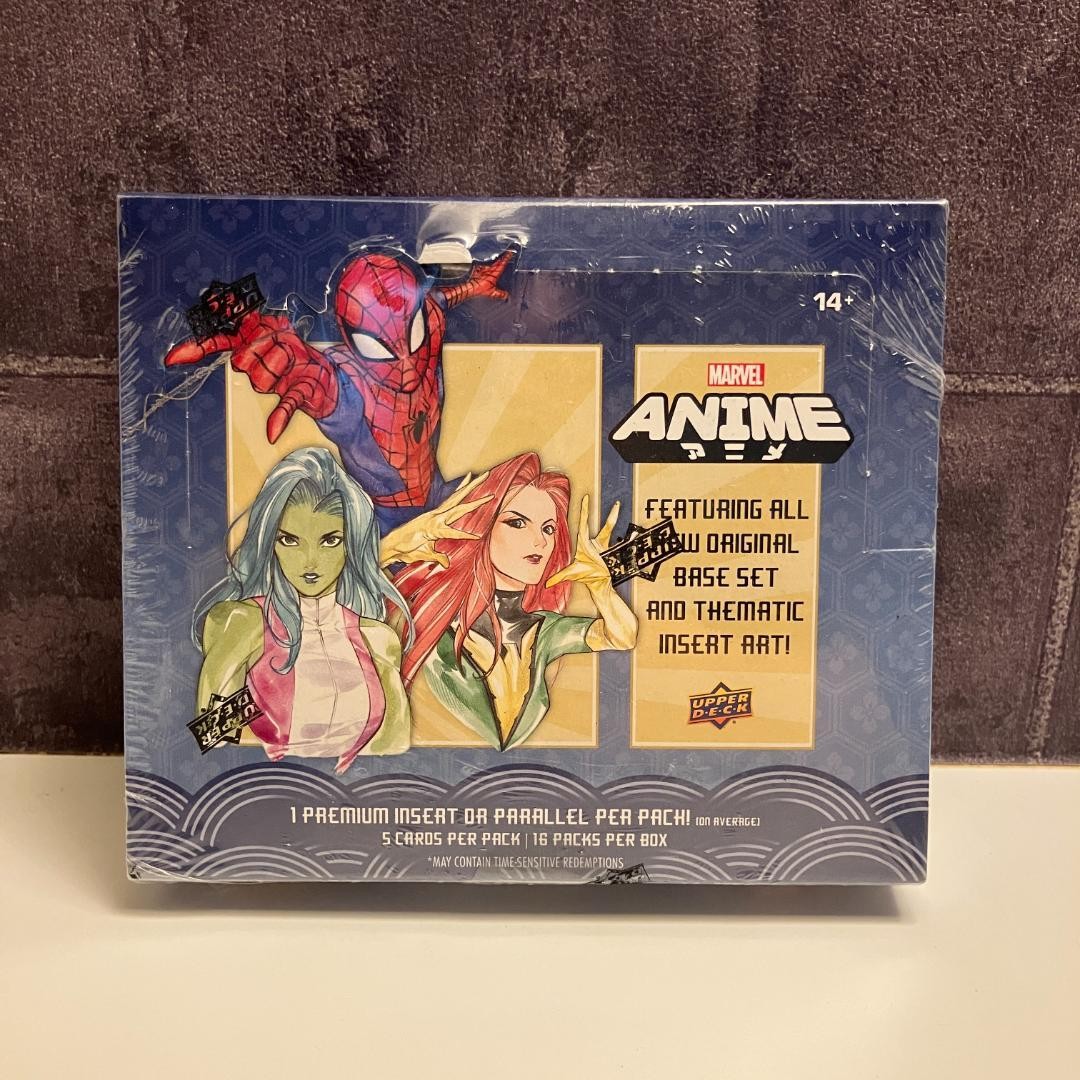 14+
MARVEL
ANIME
アニメ
FEATURING ALL
ORIGINAL
BASE SET
AND THEMATIC
INSERT ART!
UPPER
D•E•C•K
UPPER
DECK
1 PREMIUM INSERT OR PARALLEL PER PACK! (ON AVERAGE)
5 CARDS PER PACK | 16 PACKS PER BOX
*MAY CONTAIN TIME-SENSITIVE REDEMPTIONS